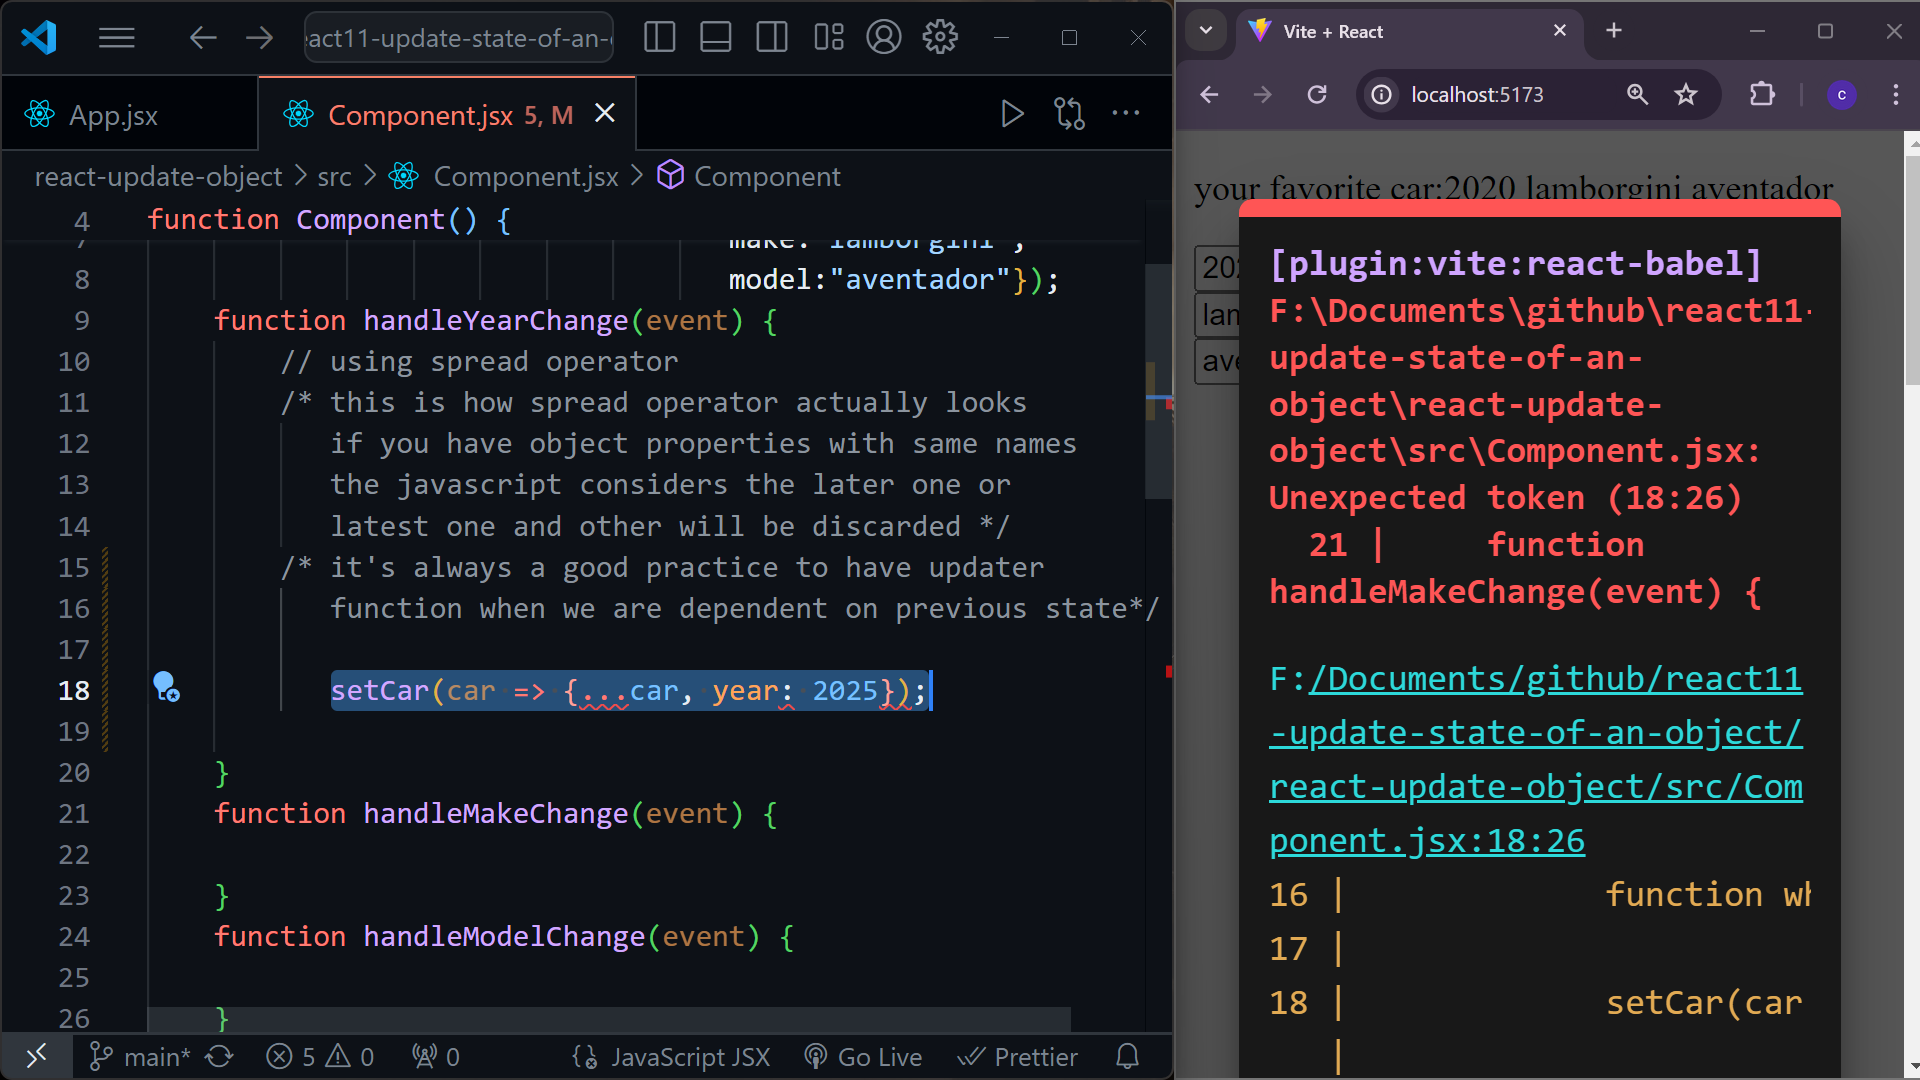 eact11-update-state-of-an-
App.jsx
Component.jsx 5, M
react-update-object > src > Component.jsx > Component
4 function Component() {
7 make:"lamborgini",
8 model:"aventador"});
9 function handleYearChange(event) {
10 // using spread operator
11 /* this is how spread operator actually looks
12 if you have object properties with same names
13 the javascript considers the later one or
14 latest one and other will be discarded */
15 /* it's always a good practice to have updater
16 function when we are dependent on previous state*/
17
18 setCar(car => {...car, year: 2025});
19
20 }
21 function handleMakeChange(event) {
22
23 }
24 function handleModelChange(event) {
25
26 }
main* 5 0 0 JavaScript JSX Go Live Prettier
Vite + React
localhost:5173
c
your favorite car:2020 lamborgini aventador
202
lam
ave
[plugin:vite:react-babel]
F:\Documents\github\react11-
update-state-of-an-
object\react-update-
object\src\Component.jsx:
Unexpected token (18:26)
21 | function
handleMakeChange(event) {
F:/Documents/github/react11
-update-state-of-an-object/
react-update-object/src/Com
ponent.jsx:18:26
16 | function wh
17 |
18 | setCar(car
|